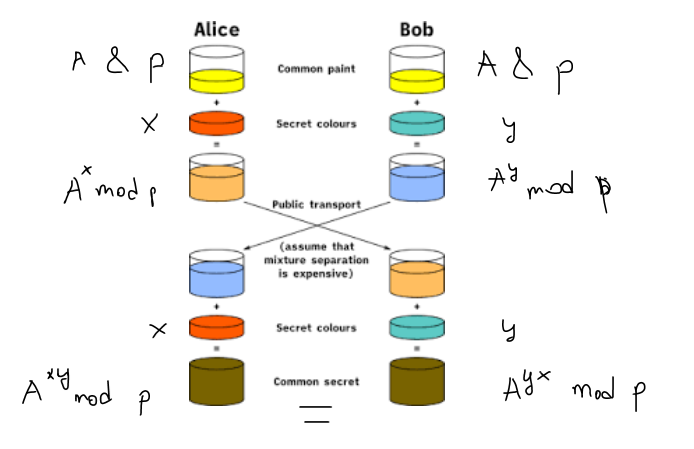 Alice Bob
A & p Common paint A & p
+ +
x Secret colours y
= =
A^x mod p A^y mod p
Public transport
(assume that
mixture separation
is expensive)
+ +
x Secret colours y
= =
A^xy mod p Common secret A^yx mod p
=